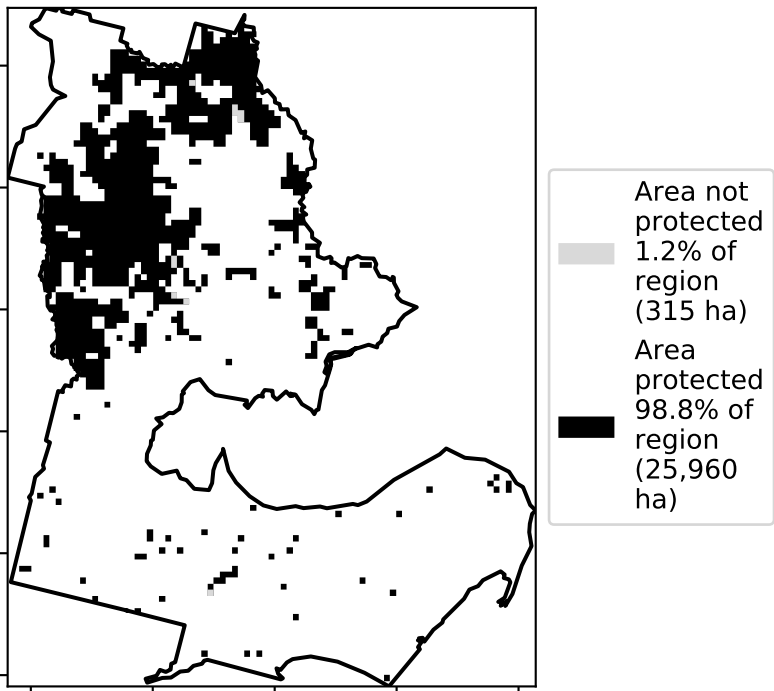 Area not
protected
1.2% of
region
(315 ha)
Area
protected
98.8% of
region
(25,960
ha)